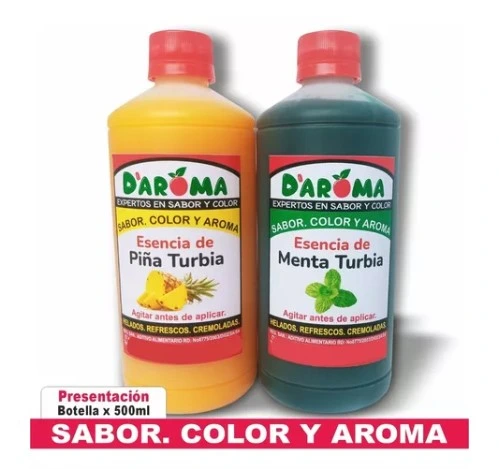 D'AROMA
EXPERTOS EN SABOR Y COLOR
SABOR. COLOR Y AROMA
Esencia de
Piña Turbia
Agitar antes de aplicar.
HELADOS. REFRESCOS. CREMOLADAS.
D'AROMA
EXPERTOS EN SABOR Y COLOR
SABOR. COLOR Y AROMA
Esencia de
Menta Turbia
Agitar antes de aplicar.
HELADOS. REFRESCOS. CREMOLADAS.
Presentación
Botella x 500ml
SABOR. COLOR Y AROMA